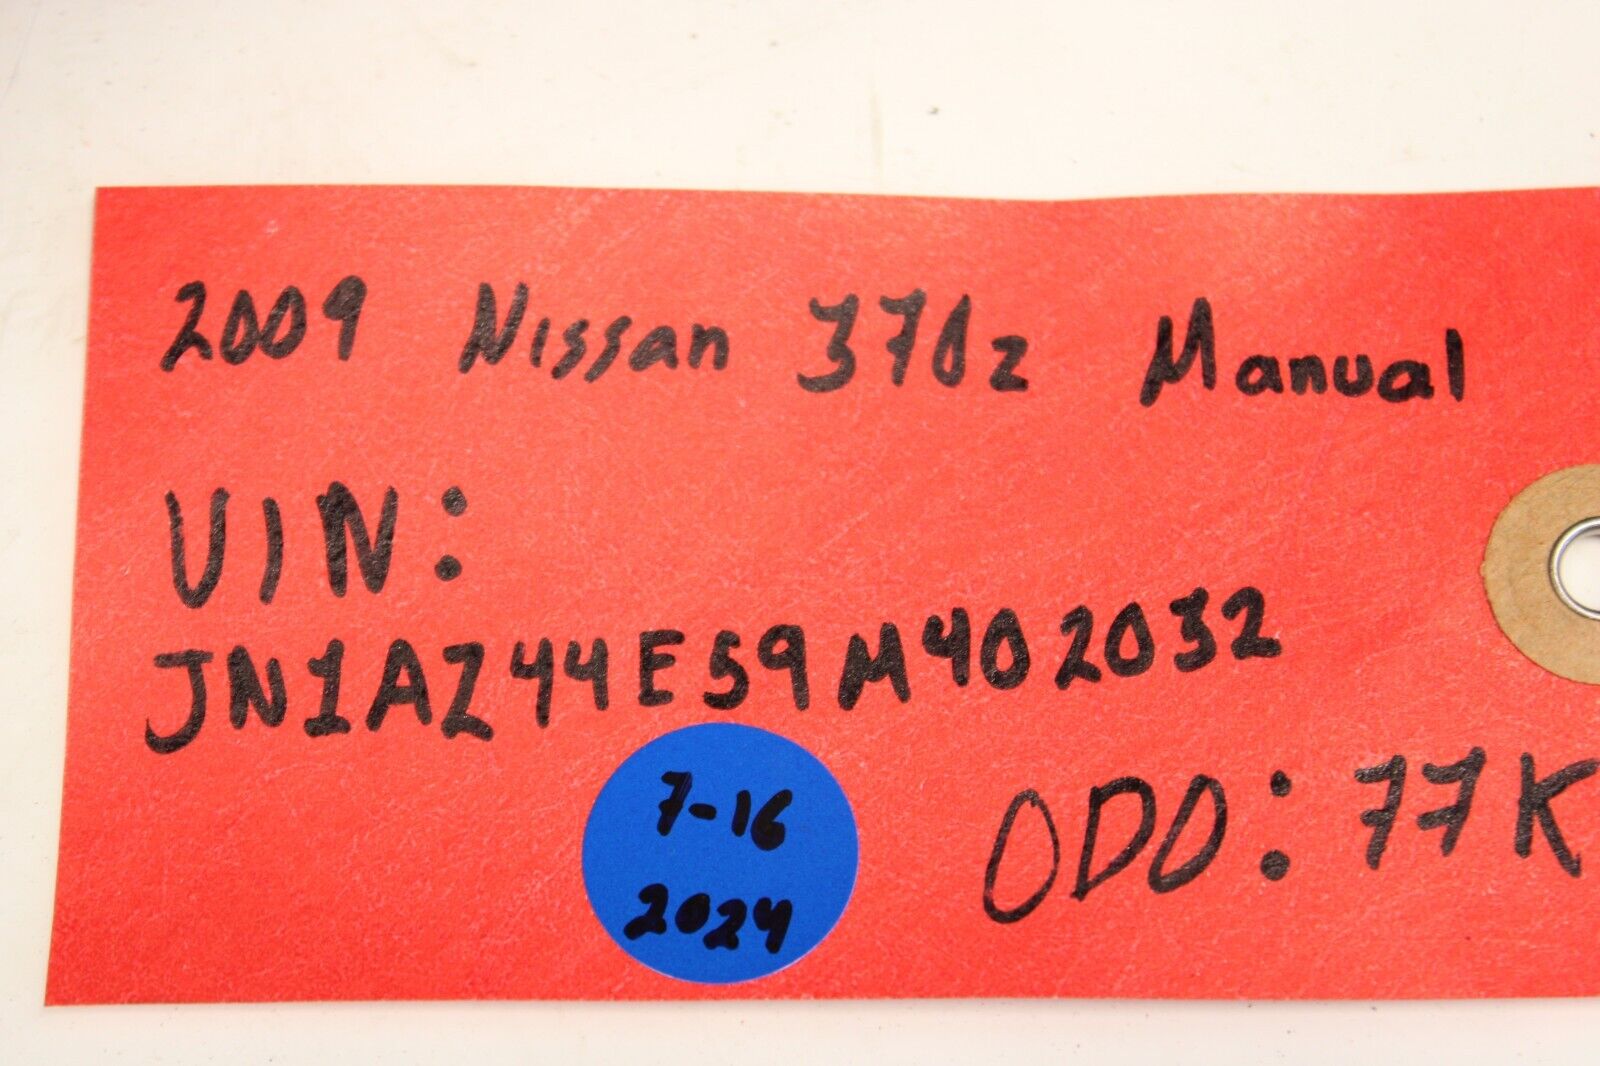 2009 Nissan 370z Manual
VIN:
JN1AZ44E59M402032
7-16
2024
ODO: 77K